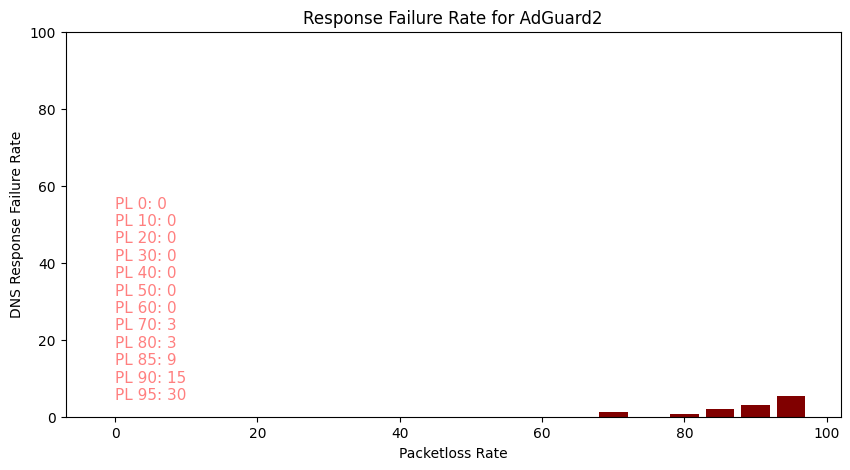 Response Failure Rate for AdGuard2
100
80
60
40
20
0
DNS Response Failure Rate
PL 0: 0
PL 10: 0
PL 20: 0
PL 30: 0
PL 40: 0
PL 50: 0
PL 60: 0
PL 70: 3
PL 80: 3
PL 85: 9
PL 90: 15
PL 95: 30
0 20 40 60 80 100
Packetloss Rate